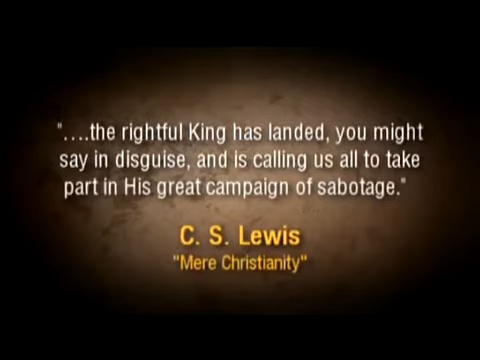 "....the rightful King has landed, you might
say in disguise, and is calling us all to take
part in His great campaign of sabotage."
C. S. Lewis
"Mere Christianity"